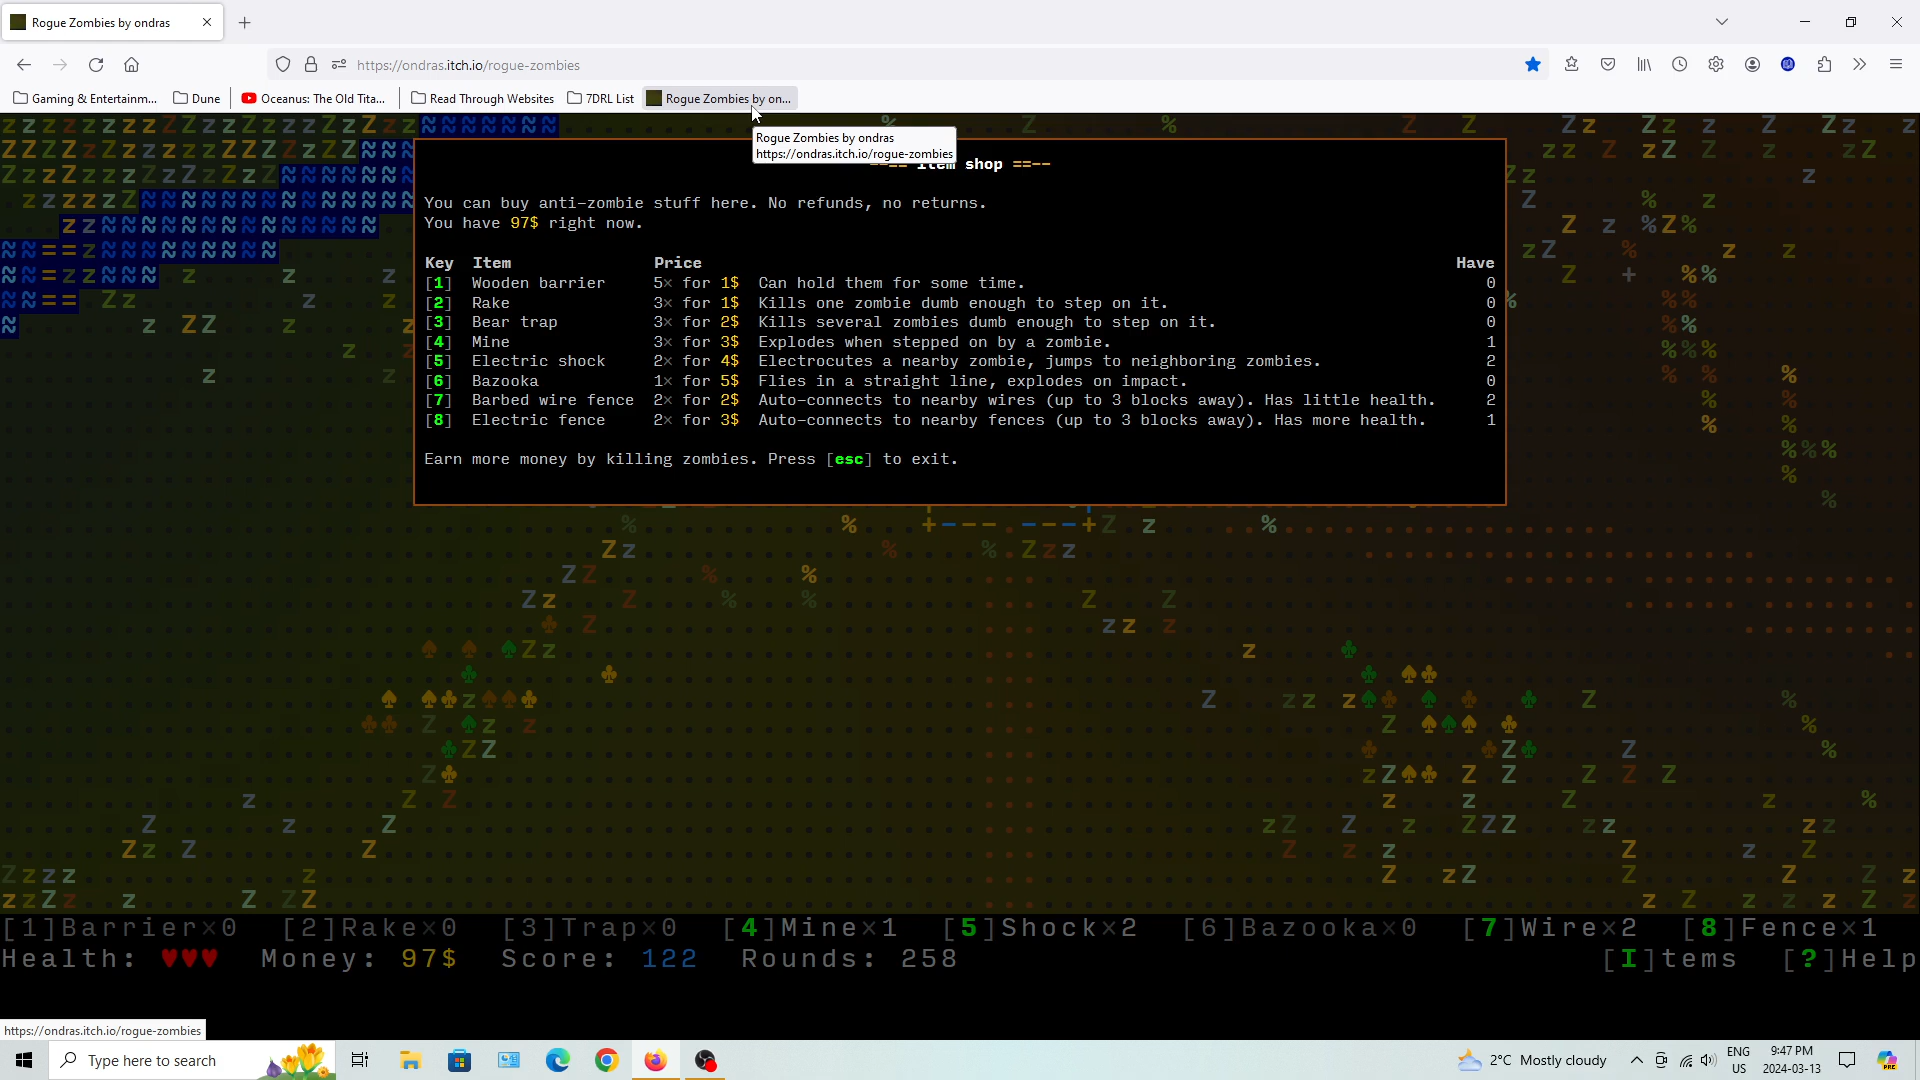 Rogue Zombies by ondras
https://ondras.itch.io/rogue-zombies
Gaming & Entertainm...
Dune
Oceanus: The Old Tita...
Read Through Websites
7DRL List
Rogue Zombies by on...
Rogue Zombies by ondras
https://ondras.itch.io/rogue-zombies
==== Item shop ==--
You can buy anti-zombie stuff here. No refunds, no returns.
You have 97$ right now.
Key Item Price Have
[1] Wooden barrier 5× for 1$ Can hold them for some time. 0
[2] Rake 3× for 1$ Kills one zombie dumb enough to step on it. 0
[3] Bear trap 3× for 2$ Kills several zombies dumb enough to step on it. 0
[4] Mine 3× for 3$ Explodes when stepped on by a zombie. 1
[5] Electric shock 2× for 4$ Electrocutes a nearby zombie, jumps to neighboring zombies. 2
[6] Bazooka 1× for 5$ Flies in a straight line, explodes on impact. 0
[7] Barbed wire fence 2× for 2$ Auto-connects to nearby wires (up to 3 blocks away). Has little health. 2
[8] Electric fence 2× for 3$ Auto-connects to nearby fences (up to 3 blocks away). Has more health. 1
Earn more money by killing zombies. Press [esc] to exit.
[1]Barrier×0 [2]Rake×0 [3]Trap×0 [4]Mine×1 [5]Shock×2 [6]Bazooka×0 [7]Wire×2 [8]Fence×1
Health: ♥♥♥ Money: 97$ Score: 122 Rounds: 258 [I]tems [?]Help
https://ondras.itch.io/rogue-zombies
Type here to search
2°C Mostly cloudy
ENG
US
9:47 PM
2024-03-13